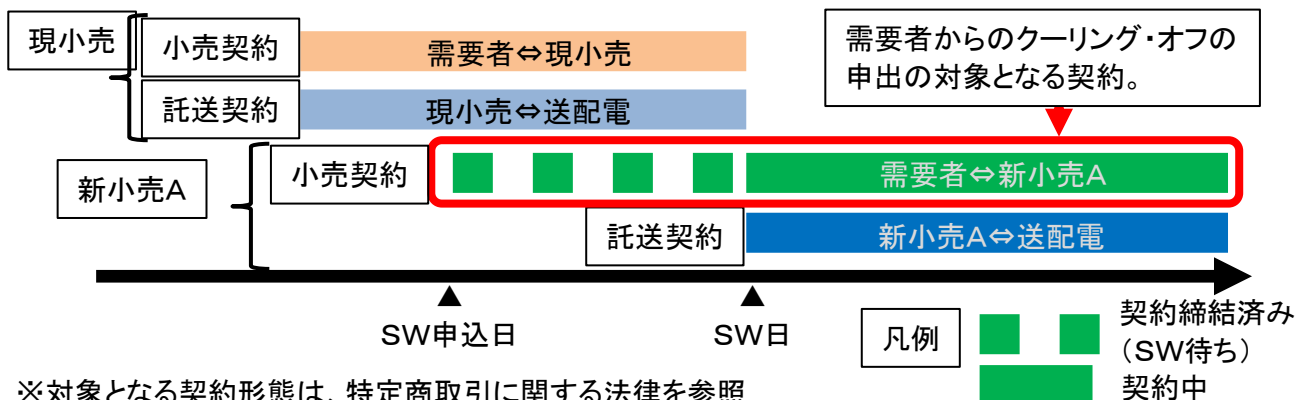 現小売
小売契約
需要者⇔現小売
託送契約
現小売⇔送配電
需要者からのクーリング・オフの
申出の対象となる契約。
新小売A
小売契約
需要者⇔新小売A
託送契約
新小売A⇔送配電
SW申込日
SW日
凡例
契約締結済み
（SW待ち）
契約中
※対象となる契約形態は、特定商取引に関する法律を参照